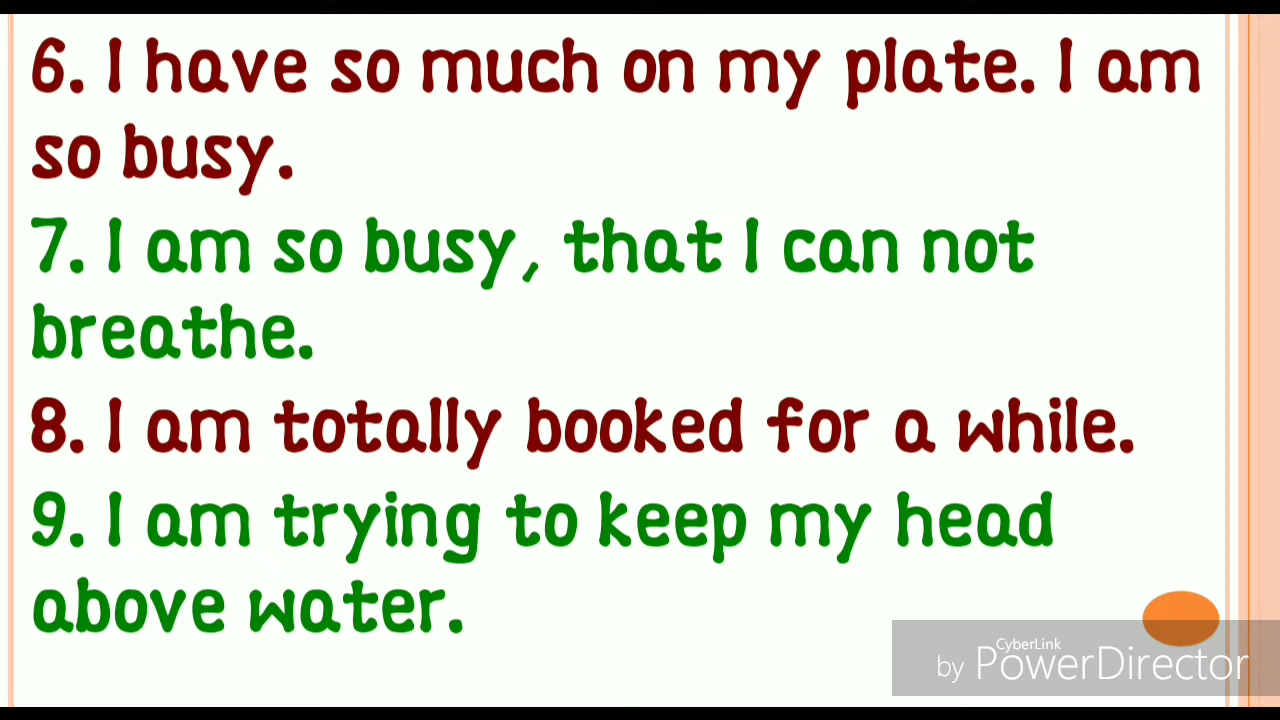 6. I have so much on my plate. I am
so busy.
7. I am so busy, that I can not
breathe.
8. I am totally booked for a while.
9. I am trying to keep my head
above water.
CyberLink
by PowerDirector